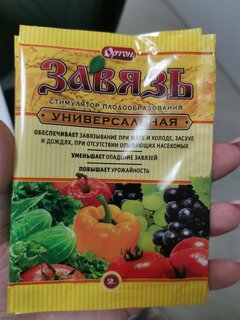 Ортон
ЗАВЯЗЬ
СТИМУЛЯТОР ПЛОДООБРАЗОВАНИЯ
УНИВЕРСАЛЬНАЯ
ОБЕСПЕЧИВАЕТ ЗАВЯЗЫВАНИЕ ПРИ ЖАРЕ И ХОЛОДЕ, ЗАСУХЕ
И ДОЖДЯХ, ПРИ ОТСУТСТВИИ ОПЫЛЯЮЩИХ НАСЕКОМЫХ
УМЕНЬШАЕТ ОПАДЕНИЕ ЗАВЯЗЕЙ
ПОВЫШАЕТ УРОЖАЙНОСТЬ
2г